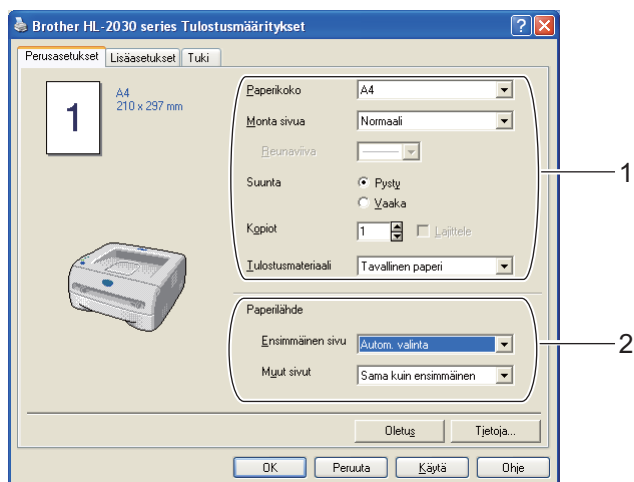 Brother HL-2030 series Tulostusmääritykset
Perusasetukset Lisäasetukset Tuki
1
A4
210 x 297 mm
Paperikoko A4
Monta sivua Normaali
Reunaviiva
Suunta Pysty
Vaaka
Kopiot 1 Lajittele
Tulostusmateriaali Tavallinen paperi
1
Paperilähde
Ensimmäinen sivu Autom. valinta
Muut sivut Sama kuin ensimmäinen
2
Oletus Tietoja...
OK Peruuta Käytä Ohje